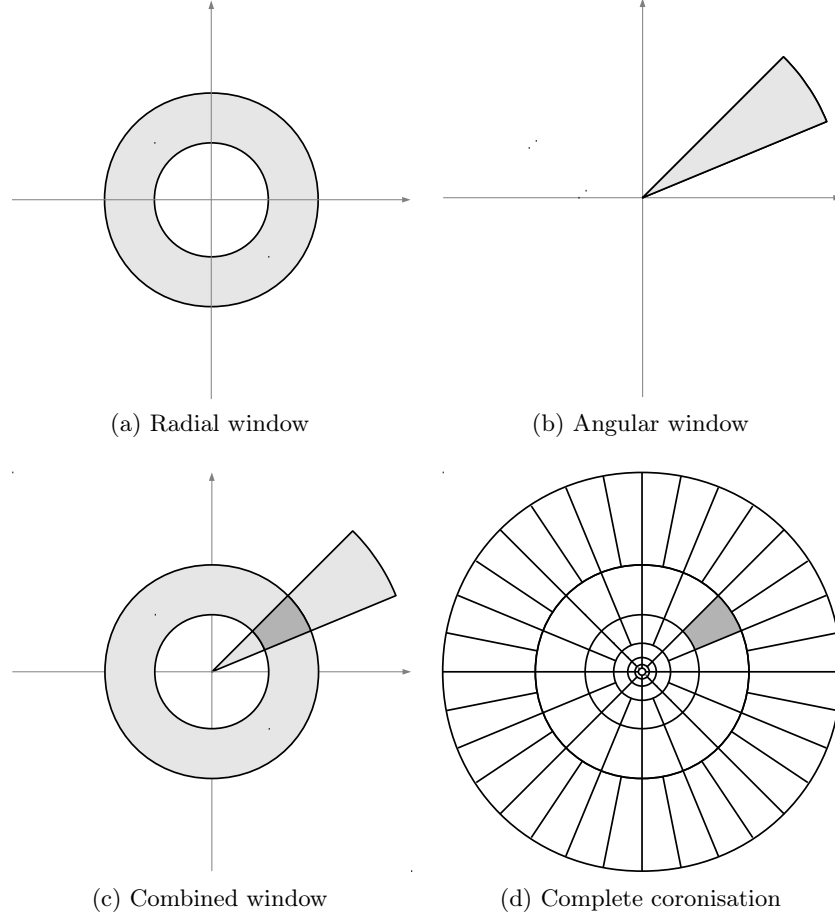 (a) Radial window
(b) Angular window
(c) Combined window
(d) Complete coronisation